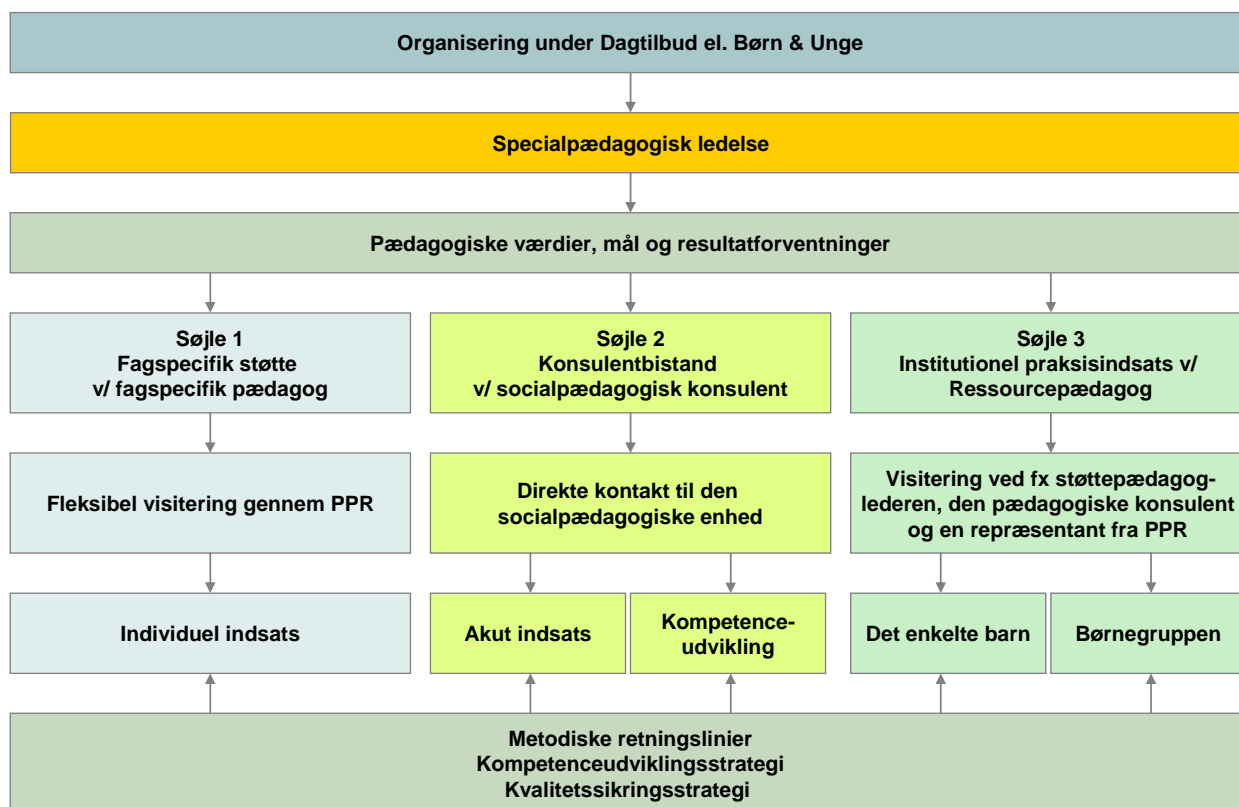 Organisering under Dagtilbud el. Børn & Unge
Specialpædagogisk ledelse
Pædagogiske værdier, mål og resultatforventninger
Søjle 1
Fagspecifik støtte
v/ fagspecifik pædagog
Søjle 2
Konsulentbistand
v/ socialpædagogisk konsulent
Søjle 3
Institutionel praksisindsats v/
Ressourcepædagog
Fleksibel visitering gennem PPR
Direkte kontakt til den
socialpædagogiske enhed
Visitering ved fx støttepædagog-
lederen, den pædagogiske konsulent
og en repræsentant fra PPR
Individuel indsats
Akut indsats
Kompetence-
udvikling
Det enkelte barn
Børnegruppen
Metodiske retningslinier
Kompetenceudviklingsstrategi
Kvalitetssikringsstrategi